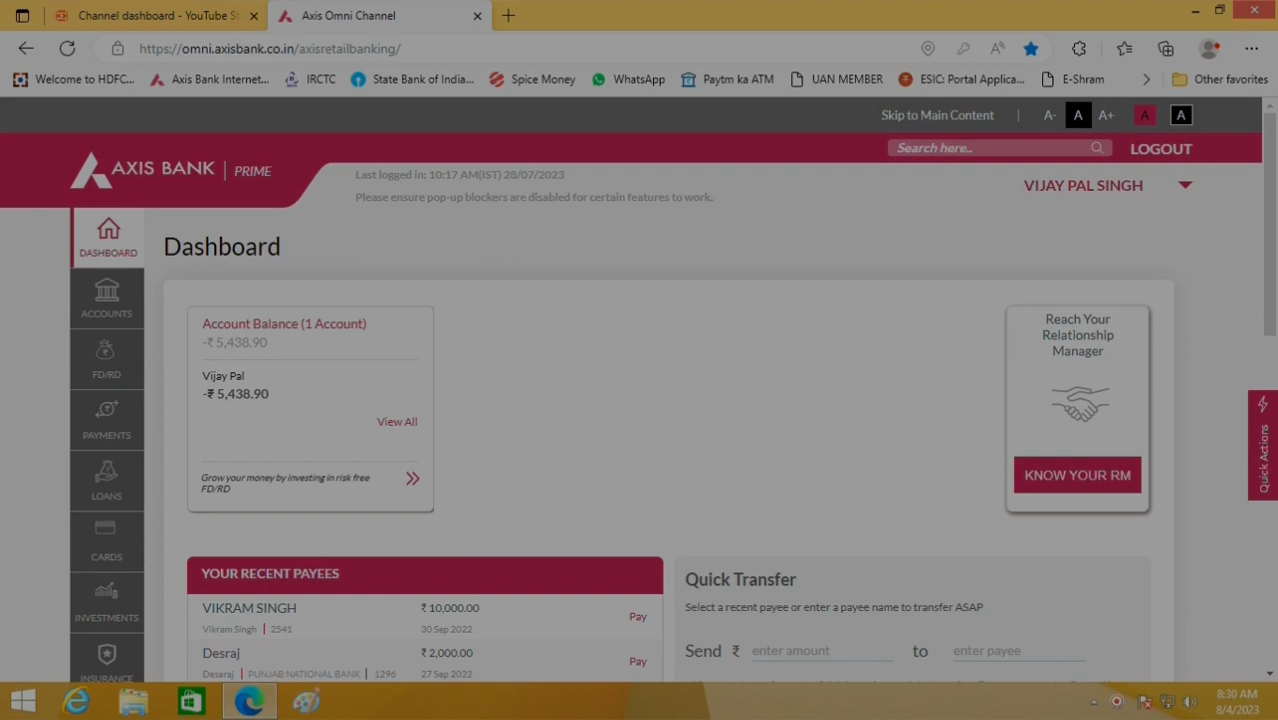 Channel dashboard - YouTube St
Axis Omni Channel
https://omni.axisbank.co.in/axisretailbanking/
Welcome to HDFC...
Axis Bank Internet...
IRCTC
State Bank of India...
Spice Money
WhatsApp
Paytm ka ATM
UAN MEMBER
ESIC: Portal Applica...
E-Shram
Other favorites
Skip to Main Content | A- A A+ A A
AXIS BANK | PRIME
Search here..
LOGOUT
Last logged in: 10:17 AM(IST) 28/07/2023
Please ensure pop-up blockers are disabled for certain features to work.
VIJAY PAL SINGH
DASHBOARD
ACCOUNTS
FD/RD
PAYMENTS
LOANS
CARDS
INVESTMENTS
INSURANCE
Dashboard
Account Balance (1 Account)
-₹ 5,438.90
Vijay Pal
-₹ 5,438.90
View All
Grow your money by investing in risk free
FD/RD
Reach Your
Relationship
Manager
KNOW YOUR RM
Quick Actions
YOUR RECENT PAYEES
VIKRAM SINGH ₹ 10,000.00
Pay
Vikram Singh | 2541 30 Sep 2022
Desraj ₹ 2,000.00
Pay
Desaraj | PUNJAB NATIONAL BANK | 1296 27 Sep 2022
Quick Transfer
Select a recent payee or enter a payee name to transfer ASAP
Send ₹ enter amount to enter payee
8:30 AM
8/4/2023